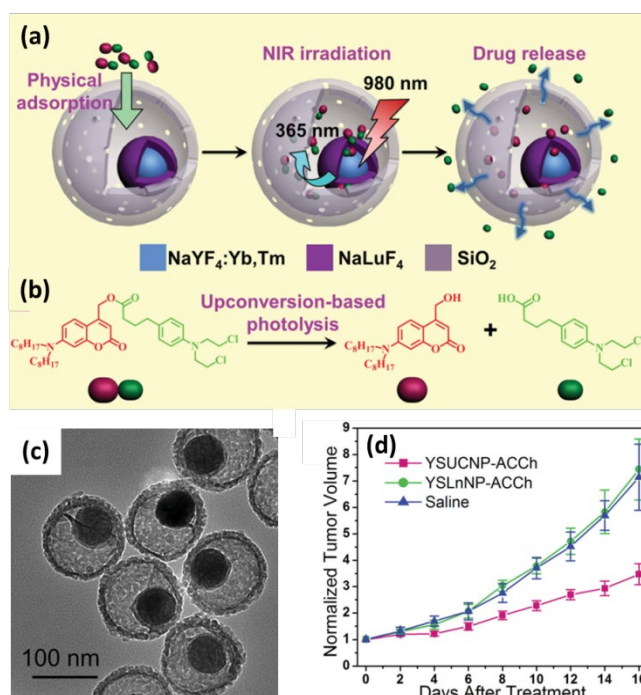 (a)
Physical
adsorption
NIR irradiation
980 nm
365 nm
Drug release
NaYF₄:Yb,Tm
NaLuF₄
SiO₂
(b)
Upconversion-based
photolysis
O
O
C₈H₁₇
N
C₈H₁₇
O
O
N
Cl
Cl
OH
C₈H₁₇
N
C₈H₁₇
O
O
+
HO
O
N
Cl
Cl
(c)
100 nm
(d)
YSUCNP-ACCh
YSLnNP-ACCh
Saline
Normalized Tumor Volume
9
8
7
6
5
4
3
2
1
0
0 2 4 6 8 10 12 14 16
Days After Treatment